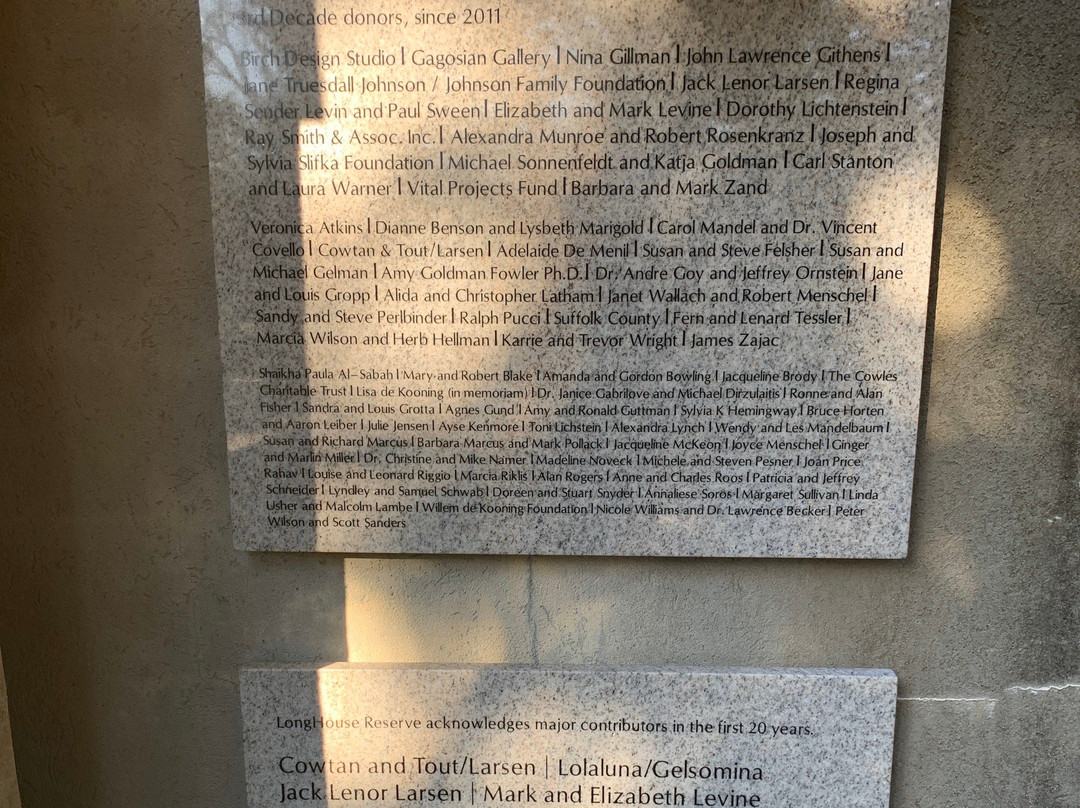 3rd Decade donors, since 2011
Birch Design Studio | Gagosian Gallery | Nina Gillman | John Lawrence Githens |
Jane Truesdall Johnson / Johnson Family Foundation | Jack Lenor Larsen | Regina
Sender Levin and Paul Sween | Elizabeth and Mark Levine | Dorothy Lichtenstein |
Ray Smith & Assoc. Inc. | Alexandra Munroe and Robert Rosenkranz | Joseph and
Sylvia Slifka Foundation | Michael Sonnenfeldt and Katja Goldman | Carl Stanton
and Laura Warner | Vital Projects Fund | Barbara and Mark Zand
Veronica Atkins | Dianne Benson and Lysbeth Marigold | Carol Mandel and Dr. Vincent
Covello | Cowtan & Tout/Larsen | Adelaide De Menil | Susan and Steve Felsher | Susan and
Michael Gelman | Amy Goldman Fowler Ph.D. | Dr. Andre Goy and Jeffrey Ornstein | Jane
and Louis Gropp | Alida and Christopher Latham | Janet Wallach and Robert Menschel |
Sandy and Steve Perlbinder | Ralph Pucci | Suffolk County | Fern and Lenard Tessler |
Marcia Wilson and Herb Hellman | Karrie and Trevor Wright | James Zajac
Shaikha Paula Al-Sabah | Mary and Robert Blake | Amanda and Gordon Bowling | Jacqueline Brody | The Cowles
Charitable Trust | Lisa de Kooning (in memoriam) | Dr. Janice Gabrilove and Michael Dirzulaitis | Ronne and Alan
Fisher | Sandra and Louis Grotta | Agnes Gund | Amy and Ronald Guttman | Sylvia K Hemingway | Bruce Horten
and Aaron Leiber | Julie Jensen | Ayse Kenmore | Toni Lichstein | Alexandra Lynch | Wendy and Les Mandelbaum |
Susan and Richard Marcus | Barbara Marcus and Mark Pollack | Jacqueline McKeon | Joyce Menschel | Ginger
and Marlin Miller | Dr. Christine and Mike Namer | Madeline Noveck | Michele and Steven Pesner | Joan Price
Rahav | Louise and Leonard Riggio | Marcia Riklis | Alan Rogers | Anne and Charles Roos | Patricia and Jeffrey
Schneider | Lyndley and Samuel Schwab | Doreen and Stuart Snyder | Annaliese Soros | Margaret Sullivan | Linda
Usher and Malcolm Lambe | Willem de Kooning Foundation | Nicole Williams and Dr. Lawrence Becker | Peter
Wilson and Scott Sanders
LongHouse Reserve acknowledges major contributors in the first 20 years.
Cowtan and Tout/Larsen | Lolaluna/Gelsomina
Jack Lenor Larsen | Mark and Elizabeth Levine